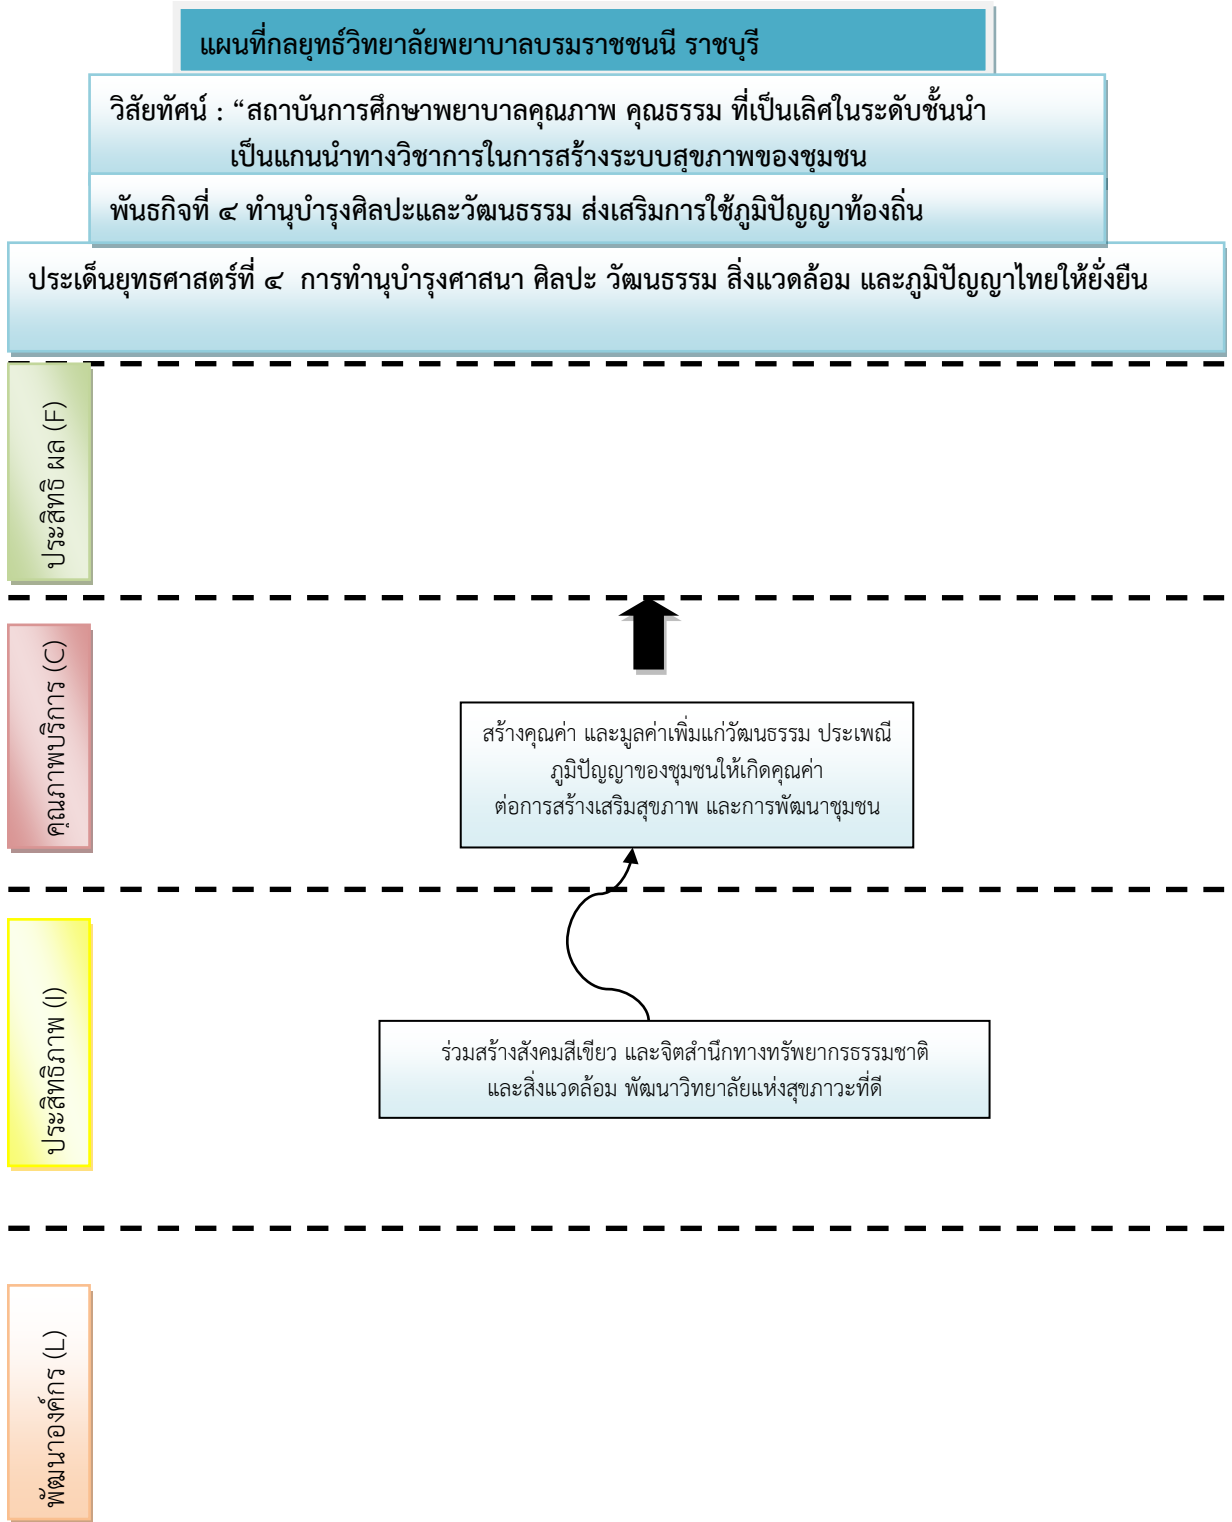 แผนที่กลยุทธ์วิทยาลัยพยาบาลบรมราชชนนี ราชบุรี
วิสัยทัศน์ : “สถาบันการศึกษาพยาบาลคุณภาพ คุณธรรม ที่เป็นเลิศในระดับชั้นนำ
เป็นแกนนำทางวิชาการในการสร้างระบบสุขภาพของชุมชน
พันธกิจที่ ๔ ทำนุบำรุงศิลปะและวัฒนธรรม ส่งเสริมการใช้ภูมิปัญญาท้องถิ่น
ประเด็นยุทธศาสตร์ที่ ๔ การทำนุบำรุงศาสนา ศิลปะ วัฒนธรรม สิ่งแวดล้อม และภูมิปัญญาไทยให้ยั่งยืน
ประสิทธิ ผล (F)
คุณภาพบริการ (C)
สร้างคุณค่า และมูลค่าเพิ่มแก่วัฒนธรรม ประเพณี
ภูมิปัญญาของชุมชนให้เกิดคุณค่า
ต่อการสร้างเสริมสุขภาพ และการพัฒนาชุมชน
ประสิทธิภาพ (I)
ร่วมสร้างสังคมสีเขียว และจิตสำนึกทางทรัพยากรธรรมชาติ
และสิ่งแวดล้อม พัฒนาวิทยาลัยแห่งสุขภาวะที่ดี
พัฒนาองค์กร (L)